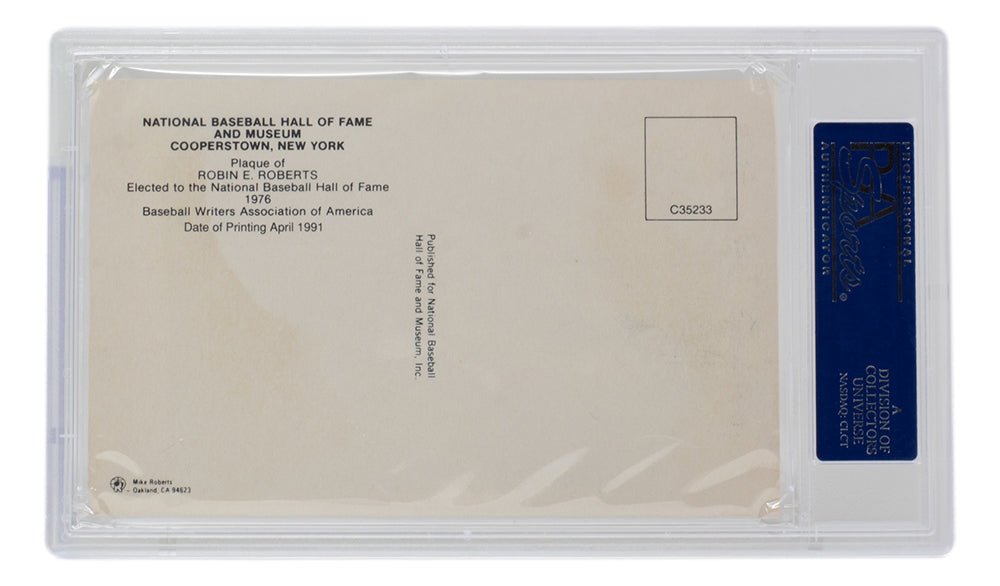 NATIONAL BASEBALL HALL OF FAME
AND MUSEUM
COOPERSTOWN, NEW YORK
Plaque of
ROBIN E. ROBERTS
Elected to the National Baseball Hall of Fame
1976
Baseball Writers Association of America
Date of Printing April 1991
C35233
Published for National Baseball
Hall of Fame and Museum, Inc.
Mike Roberts
Oakland, CA 94623
PROFESSIONAL
PSA
Sports
AUTHENTICATOR
®
A
DIVISION OF
COLLECTORS
UNIVERSE
NASDAQ: CLCT